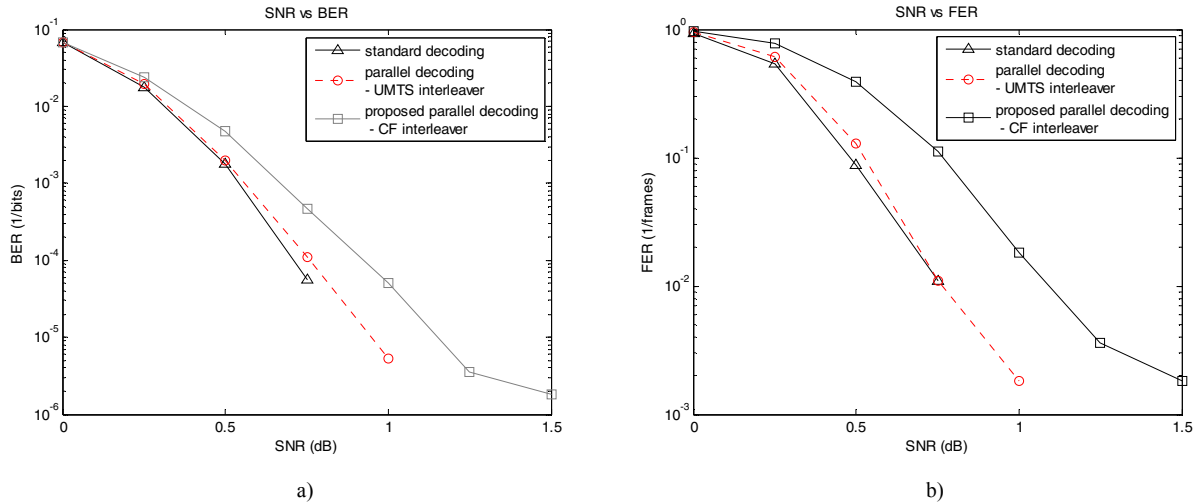 SNR vs BER
10^-1
10^-2
10^-3
10^-4
10^-5
10^-6
BER (1/bits)
0
0.5
1
1.5
SNR (dB)
standard decoding
parallel decoding
- UMTS interleaver
proposed parallel decoding
- CF interleaver
a)
SNR vs FER
10^0
10^-1
10^-2
10^-3
FER (1/frames)
0
0.5
1
1.5
SNR (dB)
standard decoding
parallel decoding
- UMTS interleaver
proposed parallel decoding
- CF interleaver
b)